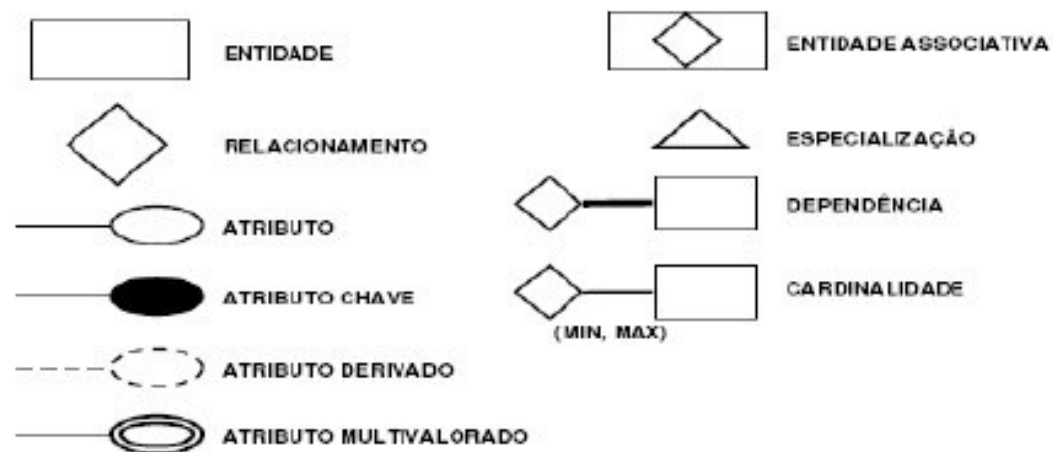 ENTIDADE
RELACIONAMENTO
ATRIBUTO
ATRIBUTO CHAVE
ATRIBUTO DERIVADO
ATRIBUTO MULTIVALORADO
ENTIDADE ASSOCIATIVA
ESPECIALIZAÇÃO
DEPENDÊNCIA
CARDINALIDADE
(MIN, MAX)